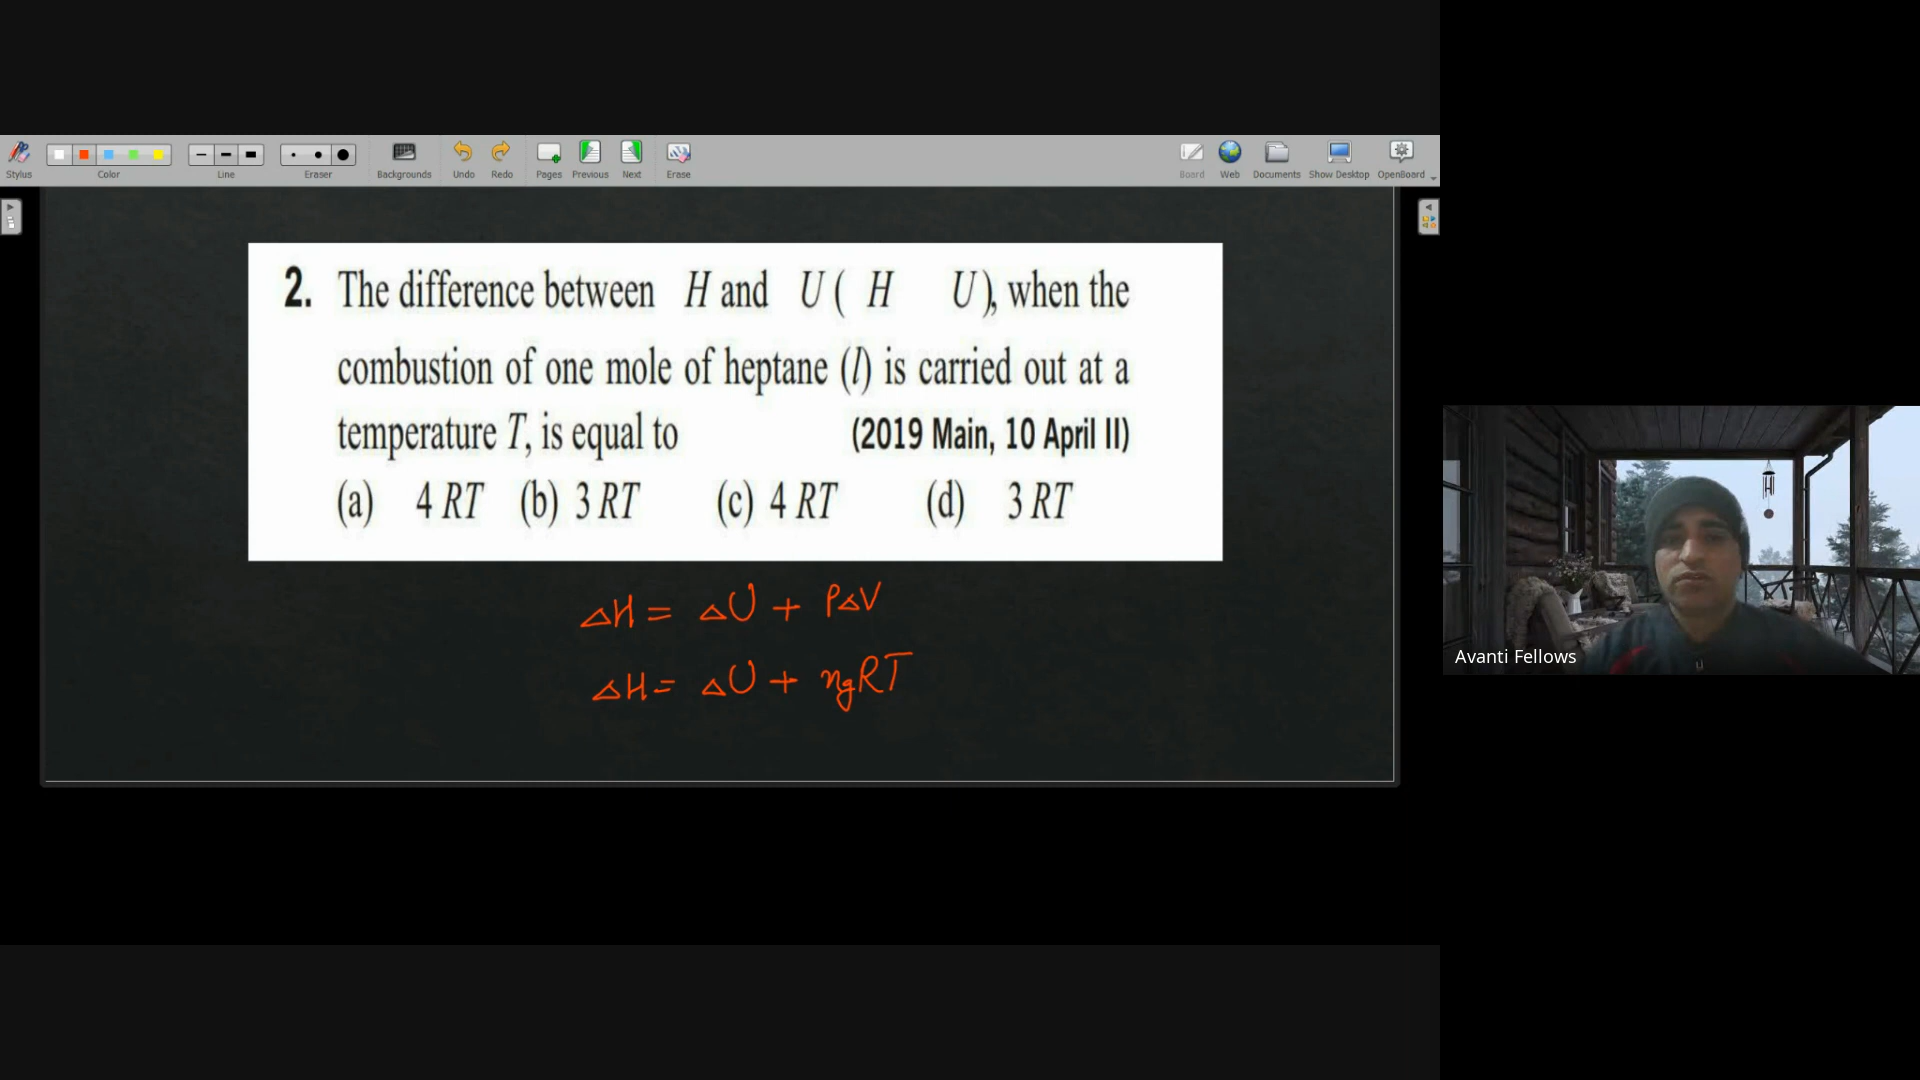 Stylus Color Line Eraser Backgrounds Undo Redo Pages Previous Next Erase Board Web Documents Show Desktop OpenBoard
2. The difference between H and U ( H U), when the
combustion of one mole of heptane (l) is carried out at a
temperature T, is equal to (2019 Main, 10 April II)
(a) 4 RT (b) 3 RT (c) 4 RT (d) 3 RT
ΔH = ΔU + PΔV
ΔH = ΔU + ngRT
Avanti Fellows